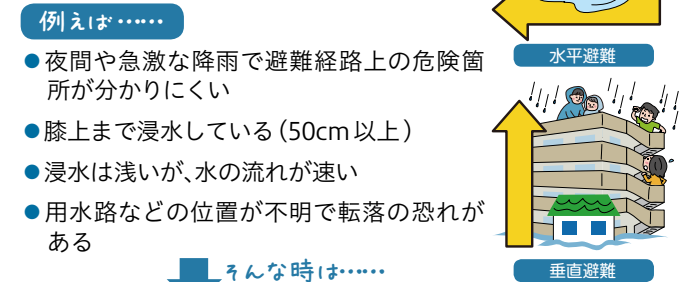 例えば……
●夜間や急激な降雨で避難経路上の危険箇
所が分かりにくい
●膝上まで浸水している（50cm以上）
●浸水は浅いが、水の流れが速い
●用水路などの位置が不明で転落の恐れが
ある
そんな時は……
水平避難
垂直避難